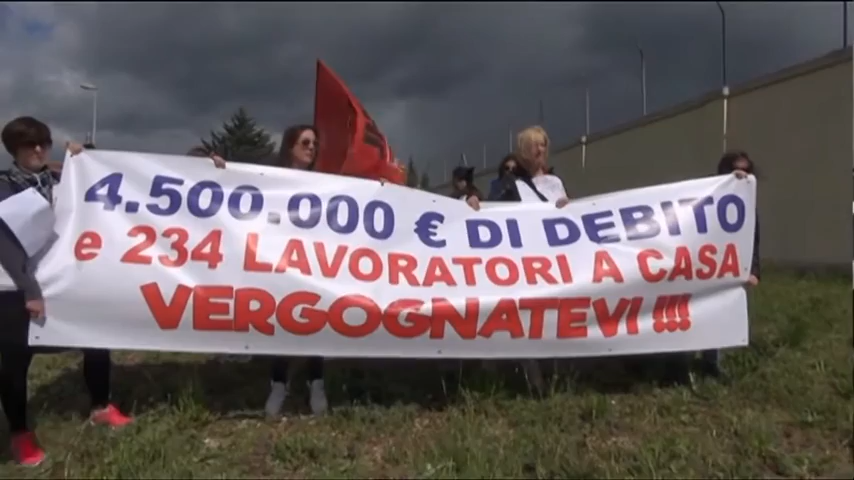 4.500.000 € DI DEBITO
e 234 LAVORATORI A CASA
VERGOGNATEVI !!!